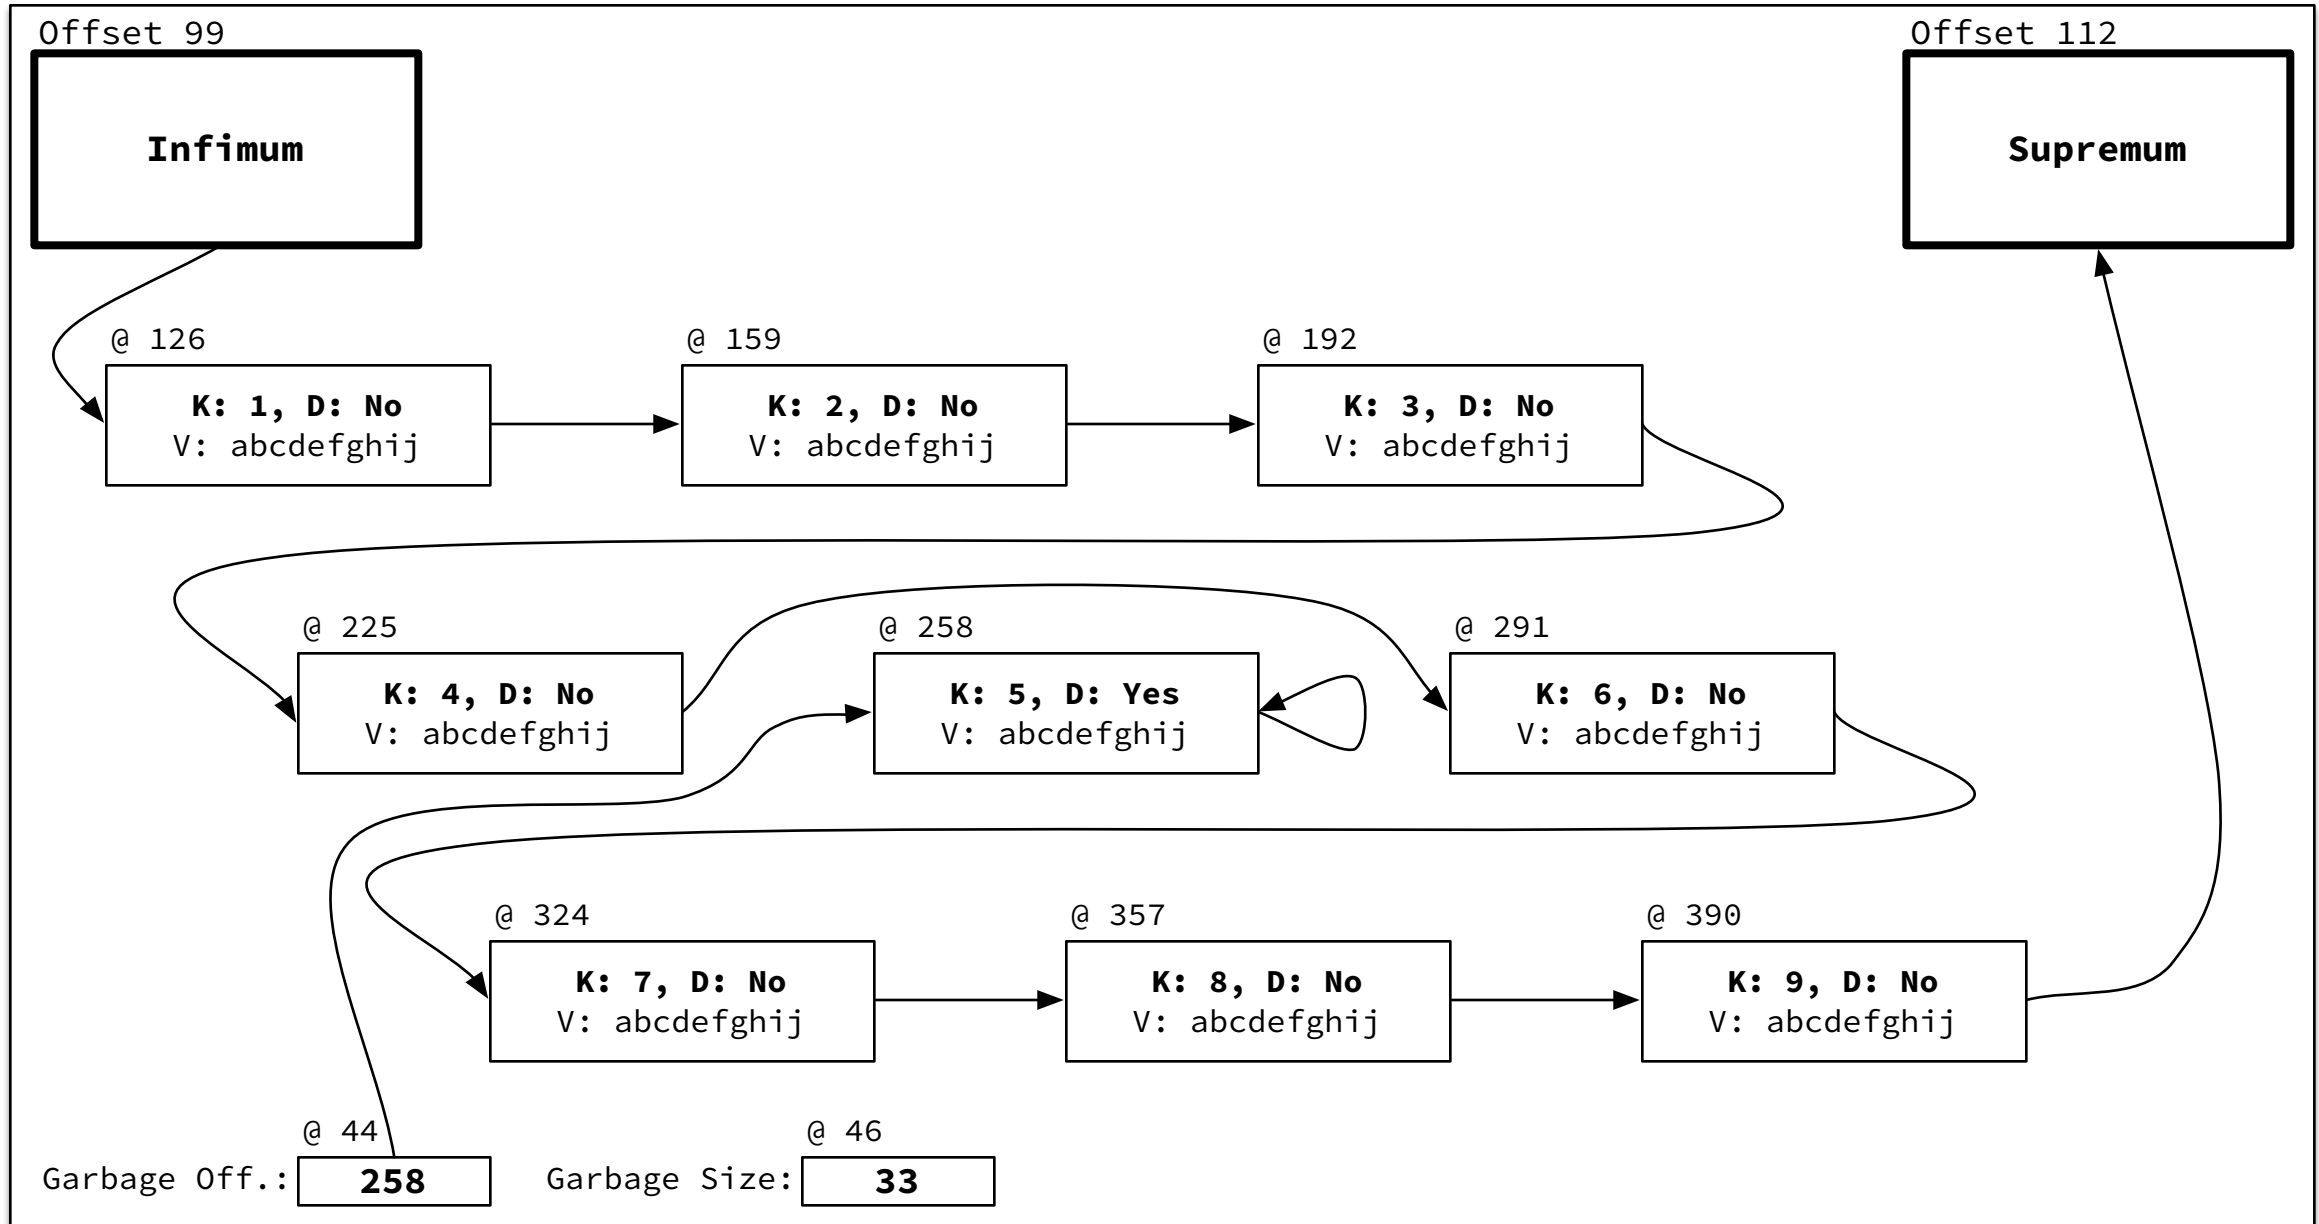 Offset 99
Offset 112
Infimum
Supremum
@ 126
@ 159
@ 192
K: 1, D: No
V: abcdefghij
K: 2, D: No
V: abcdefghij
K: 3, D: No
V: abcdefghij
@ 225
@ 258
@ 291
K: 4, D: No
V: abcdefghij
K: 5, D: Yes
V: abcdefghij
K: 6, D: No
V: abcdefghij
@ 324
@ 357
@ 390
K: 7, D: No
V: abcdefghij
K: 8, D: No
V: abcdefghij
K: 9, D: No
V: abcdefghij
@ 44
@ 46
Garbage Off.: 258
Garbage Size: 33